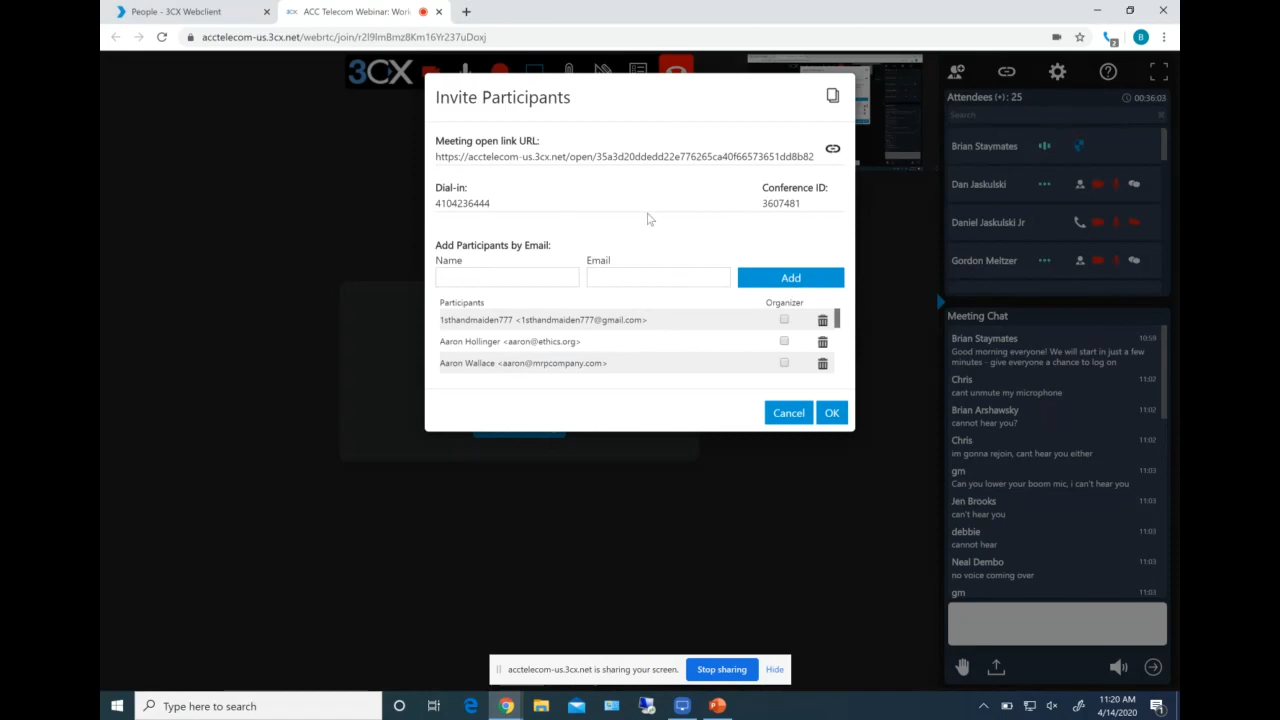 People - 3CX Webclient
ACC Telecom Webinar: Worki
acctelecom-us.3cx.net/webrtc/join/r2l9lmBmz8Km16Yr237uDoxj
2
B
3CX
Invite Participants
Meeting open link URL:
https://acctelecom-us.3cx.net/open/35a3d20ddedd22e776265ca40f66573651dd8b82
Dial-in:
Conference ID:
4104236444
3607481
Add Participants by Email:
Name
Email
Add
Participants
Organizer
1sthandmaiden777 <1sthandmaiden777@gmail.com>
Aaron Hollinger <aaron@ethics.org>
Aaron Wallace <aaron@mrpcompany.com>
Cancel
OK
Attendees (+) : 25
00:36:03
Search
Brian Staymates
Dan Jaskulski
Daniel Jaskulski Jr
Gordon Meltzer
Meeting Chat
Brian Staymates 10:59
Good morning everyone! We will start in just a few
minutes - give everyone a chance to log on
Chris 11:02
cant unmute my microphone
Brian Arshawsky 11:02
cannot hear you?
Chris 11:02
im gonna rejoin, cant hear you either
gm 11:03
Can you lower your boom mic, i can't hear you
Jen Brooks 11:03
can't hear you
debbie 11:03
cannot hear
Neal Dembo 11:03
no voice coming over
gm 11:03
acctelecom-us.3cx.net is sharing your screen.
Stop sharing
Hide
Type here to search
11:20 AM
4/14/2020
1